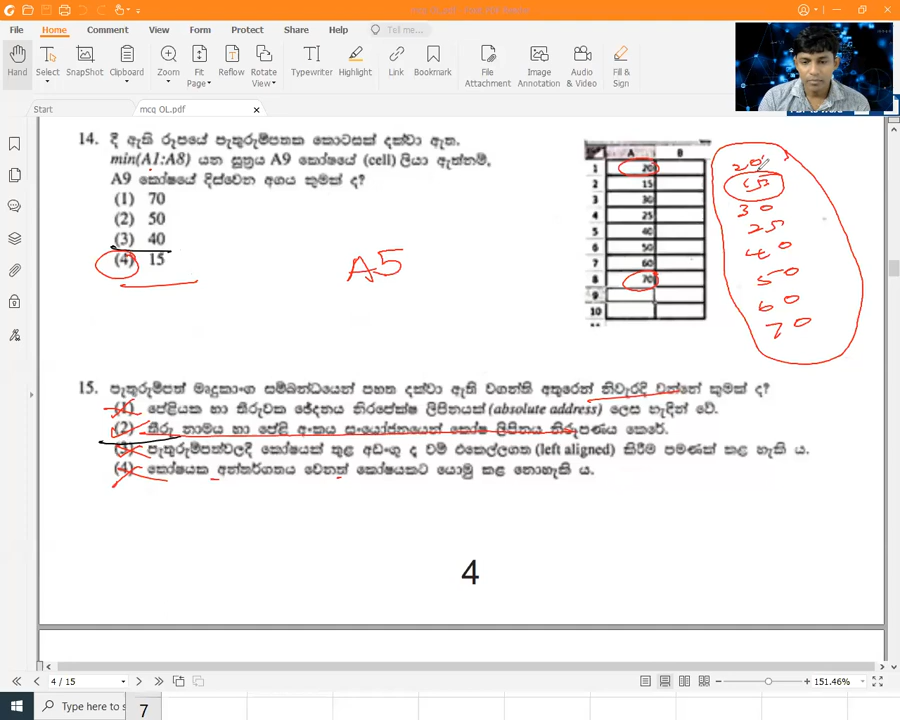 File Home Comment View Form Protect Share Help Tell me...
Hand Select SnapShot Clipboard Zoom Fit Page Reflow Rotate View Typewriter Highlight Link Bookmark File Attachment Image Annotation Audio & Video Fill & Sign
Start mcq OL.pdf
14. දී ඇති රූපයේ පැතුරුම්පතක කොටසක් දක්වා ඇත.
min(A1:A8) යන සූත්‍රය A9 කෝෂයේ (cell) ලියා ඇත්නම්,
A9 කෝෂයේ දිස්වෙන අගය කුමක් ද?
(1) 70
(2) 50
(3) 40
(4) 15
A5
A B
1 20
2 15
3 30
4 25
5 40
6 50
7 60
8 70
9
10
20
15
30
25
40
50
60
70
15. පැතුරුම්පත් මෘදුකාංග සම්බන්ධයෙන් පහත දක්වා ඇති වගන්ති අතුරෙන් නිවැරදි වන්නේ කුමක් ද?
(1) පේළියක හා තීරුවක ඡේදනය නිරපේක්ෂ ලිපිනයක් (absolute address) ලෙස හැඳින් වේ.
(2) තීරු නාමය හා පේළි අංකය සංයෝජනයෙන් කෝෂ ලිපිනය නිරූපණය කෙරේ.
(3) පැතුරුම්පත්වලදී කෝෂයක් තුළ අඩංගු ද වම් එකෙල්ලගත (left aligned) කිරීම පමණක් කළ හැකි ය.
(4) කෝෂයක අන්තර්ගතය වෙනත් කෝෂයකට යොමු කළ නොහැකි ය.
4
4 / 15 151.46%
Type here to s
7